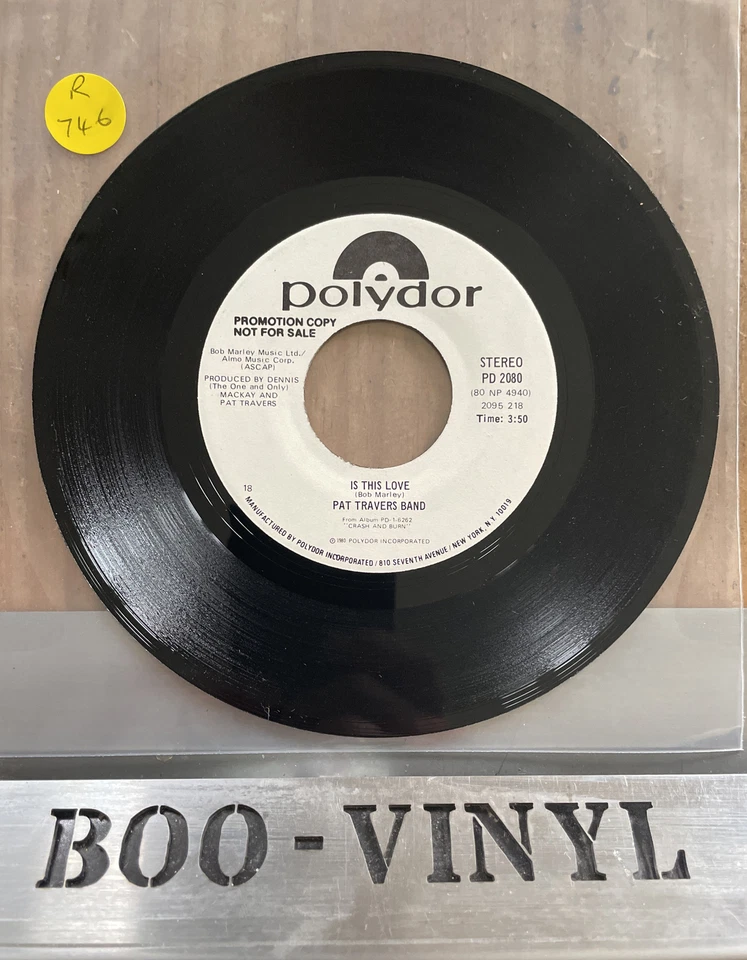 R
746
polydor
PROMOTION COPY
NOT FOR SALE
Bob Marley Music Ltd./
Almo Music Corp.
(ASCAP)
PRODUCED BY DENNIS
(The One and Only)
MACKAY AND
PAT TRAVERS
STEREO
PD 2080
(80 NP 4940)
2095 218
Time: 3:50
18
IS THIS LOVE
(Bob Marley)
PAT TRAVERS BAND
From Album PD-1-6262
"CRASH AND BURN"
℗ 1980 POLYDOR INCORPORATED
MANUFACTURED BY POLYDOR INCORPORATED / 810 SEVENTH AVENUE / NEW YORK, N.Y. 10019
BOO-VINYL